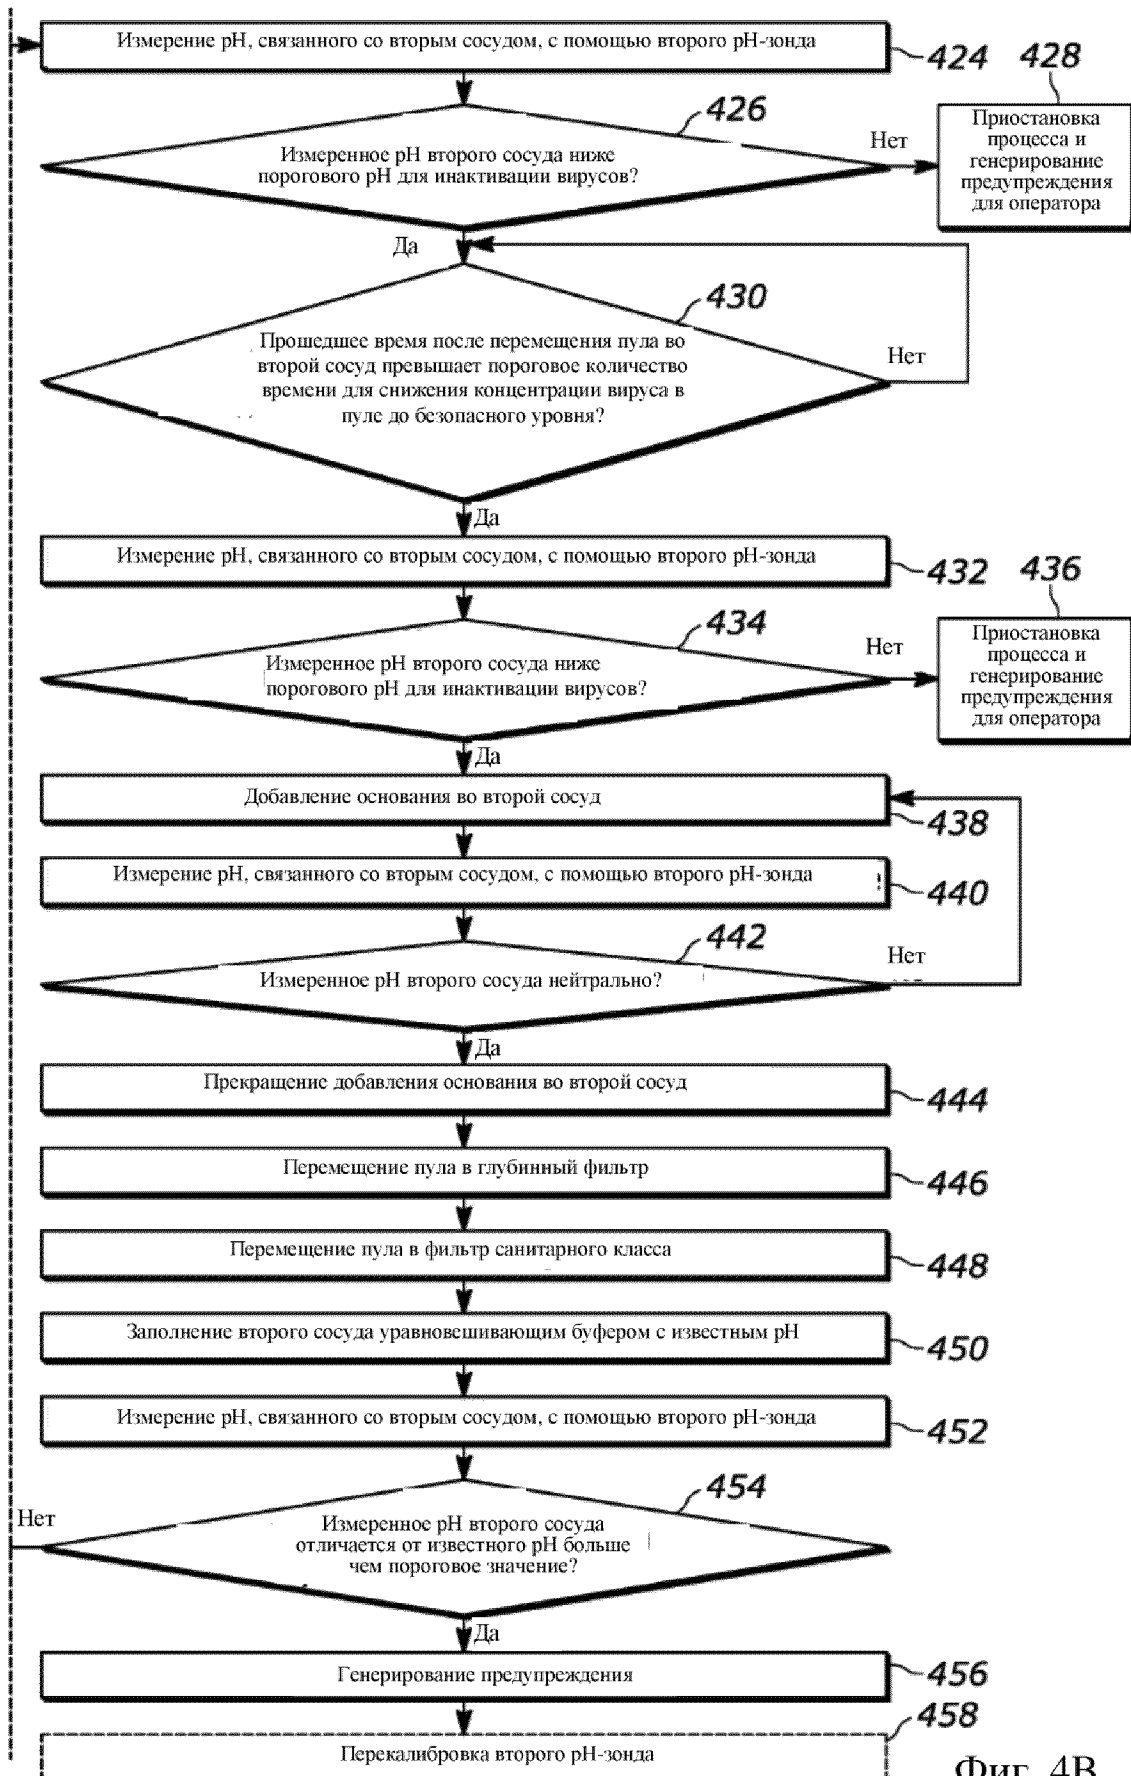 Измерение pH, связанного со вторым сосудом, с помощью второго pH-зонда
424
428
426
Нет
Приостановка
процесса и
генерирование
предупреждения
для оператора
Измеренное pH второго сосуда ниже
порогового pH для инактивации вирусов?
Да
430
Прошедшее время после перемещения пула во
второй сосуд превышает пороговое количество
времени для снижения концентрации вируса в
пуле до безопасного уровня?
Нет
Да
Измерение pH, связанного со вторым сосудом, с помощью второго pH-зонда
432
436
434
Нет
Приостановка
процесса и
генерирование
предупреждения
для оператора
Измеренное pH второго сосуда ниже
порогового pH для инактивации вирусов?
Да
Добавление основания во второй сосуд
438
Измерение pH, связанного со вторым сосудом, с помощью второго pH-зонда
440
442
Нет
Измеренное pH второго сосуда нейтрально?
Да
Прекращение добавления основания во второй сосуд
444
Перемещение пула в глубинный фильтр
446
Перемещение пула в фильтр санитарного класса
448
Заполнение второго сосуда уравновешивающим буфером с известным pH
450
Измерение pH, связанного со вторым сосудом, с помощью второго pH-зонда
452
454
Нет
Измеренное pH второго сосуда
отличается от известного pH больше
чем пороговое значение?
Да
Генерирование предупреждения
456
458
Перекалибровка второго pH-зонда
Фиг. 4B